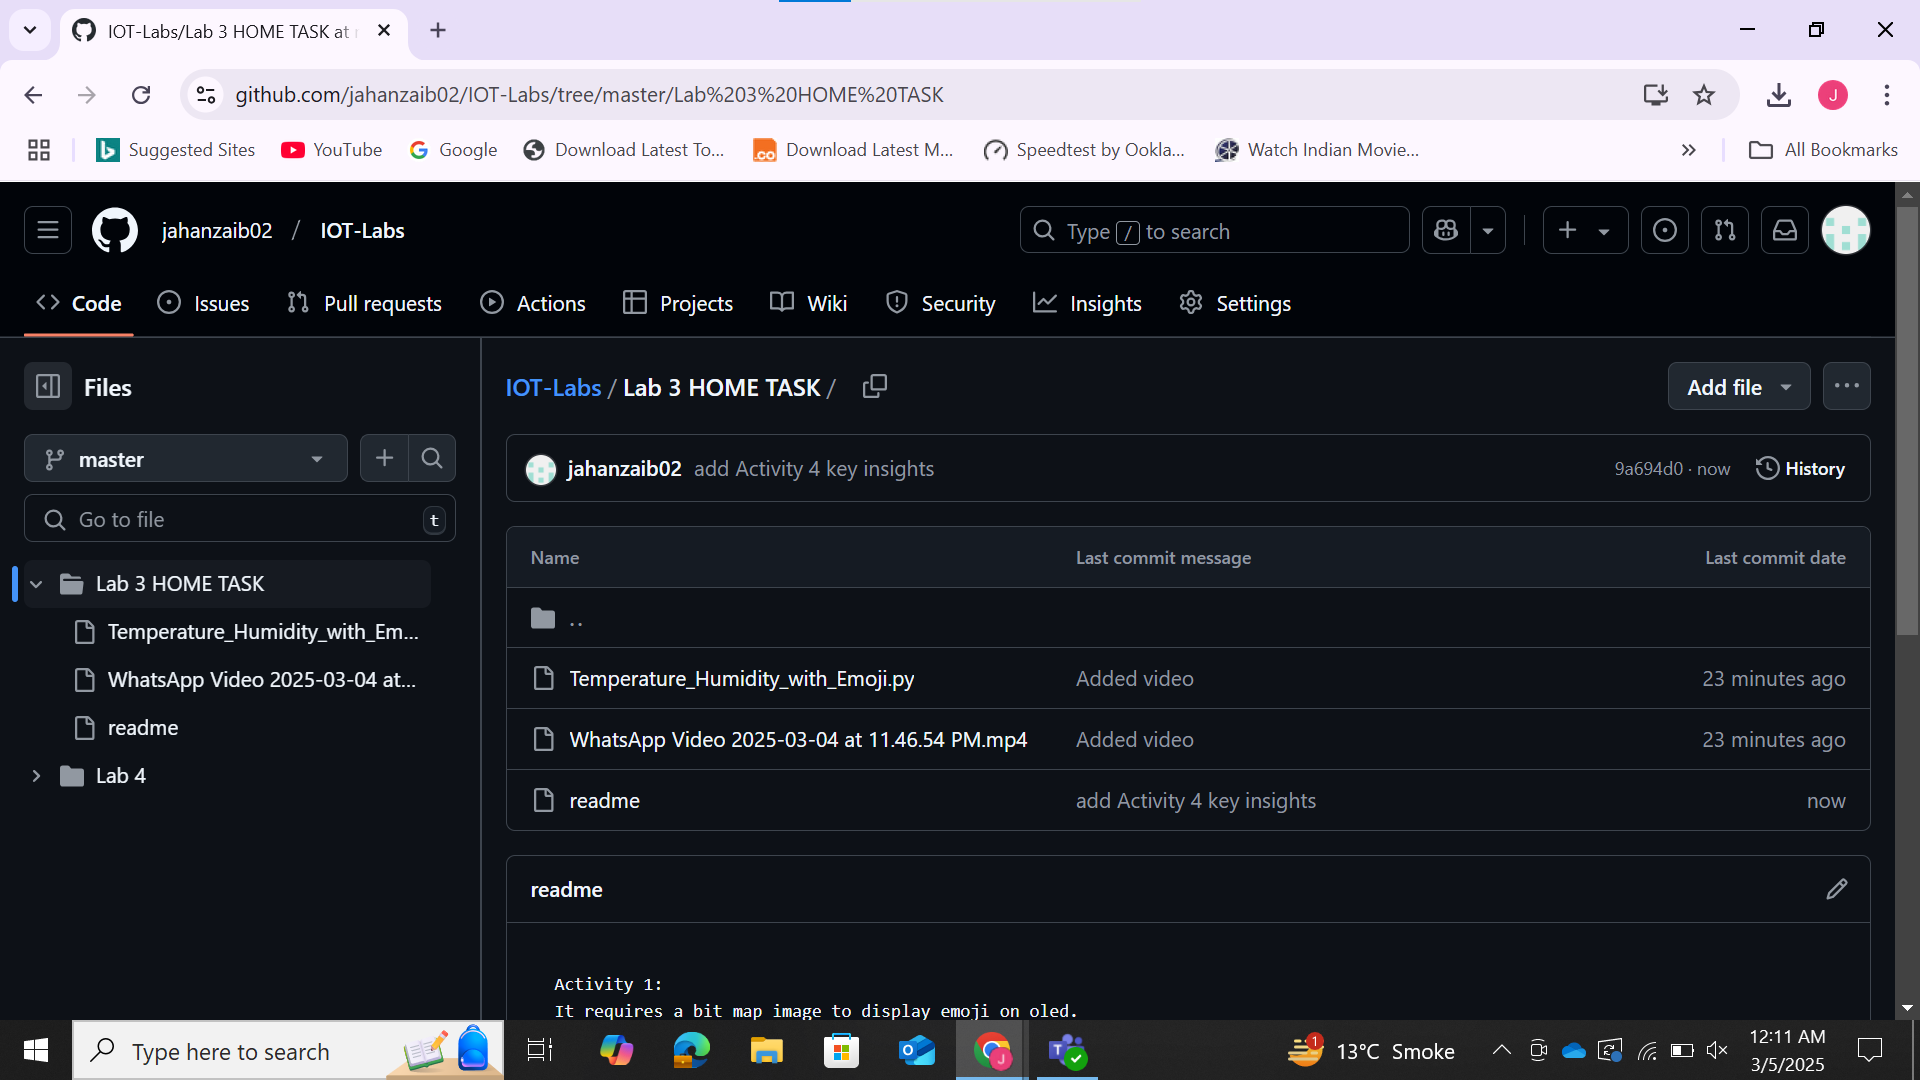 IOT-Labs/Lab 3 HOME TASK at
github.com/jahanzaib02/IOT-Labs/tree/master/Lab%203%20HOME%20TASK
J
Suggested Sites
YouTube
Google
Download Latest To...
Download Latest M...
Speedtest by Ookla...
Watch Indian Movie...
All Bookmarks
jahanzaib02 / IOT-Labs
Type / to search
Code
Issues
Pull requests
Actions
Projects
Wiki
Security
Insights
Settings
Files
master
Go to file
t
Lab 3 HOME TASK
Temperature_Humidity_with_Em...
WhatsApp Video 2025-03-04 at...
readme
Lab 4
IOT-Labs / Lab 3 HOME TASK /
Add file
jahanzaib02 add Activity 4 key insights
9a694d0 · now
History
Name Last commit message Last commit date
..
Temperature_Humidity_with_Emoji.py Added video 23 minutes ago
WhatsApp Video 2025-03-04 at 11.46.54 PM.mp4 Added video 23 minutes ago
readme add Activity 4 key insights now
readme
Activity 1:
It requires a bit map image to display emoji on oled.
Type here to search
1
13°C Smoke
12:11 AM
3/5/2025